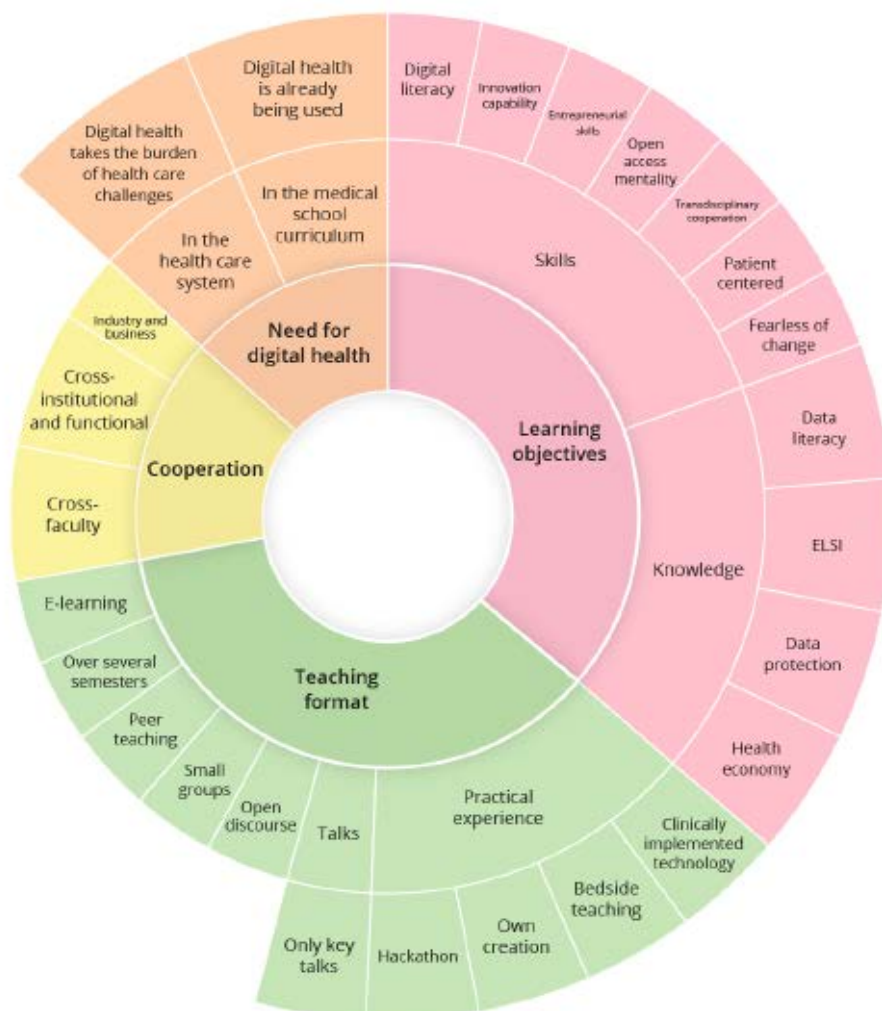 Digital health
is already
being used
Digital health
takes the burden
of health care
challenges
In the medical
school
curriculum
In the
health care
system
Need for
digital health
Digital
literacy
Innovation
capability
Entrepreneurial
skills
Open
access
mentality
Transdisciplinary
cooperation
Patient
centered
Fearless of
change
Skills
Learning
objectives
Knowledge
Data
literacy
ELSI
Data
protection
Health
economy
Industry and
business
Cross-
institutional
and functional
Cross-
faculty
Cooperation
Teaching
format
E-learning
Over several
semesters
Peer
teaching
Small
groups
Open
discourse
Talks
Practical
experience
Only key
talks
Hackathon
Own
creation
Bedside
teaching
Clinically
implemented
technology